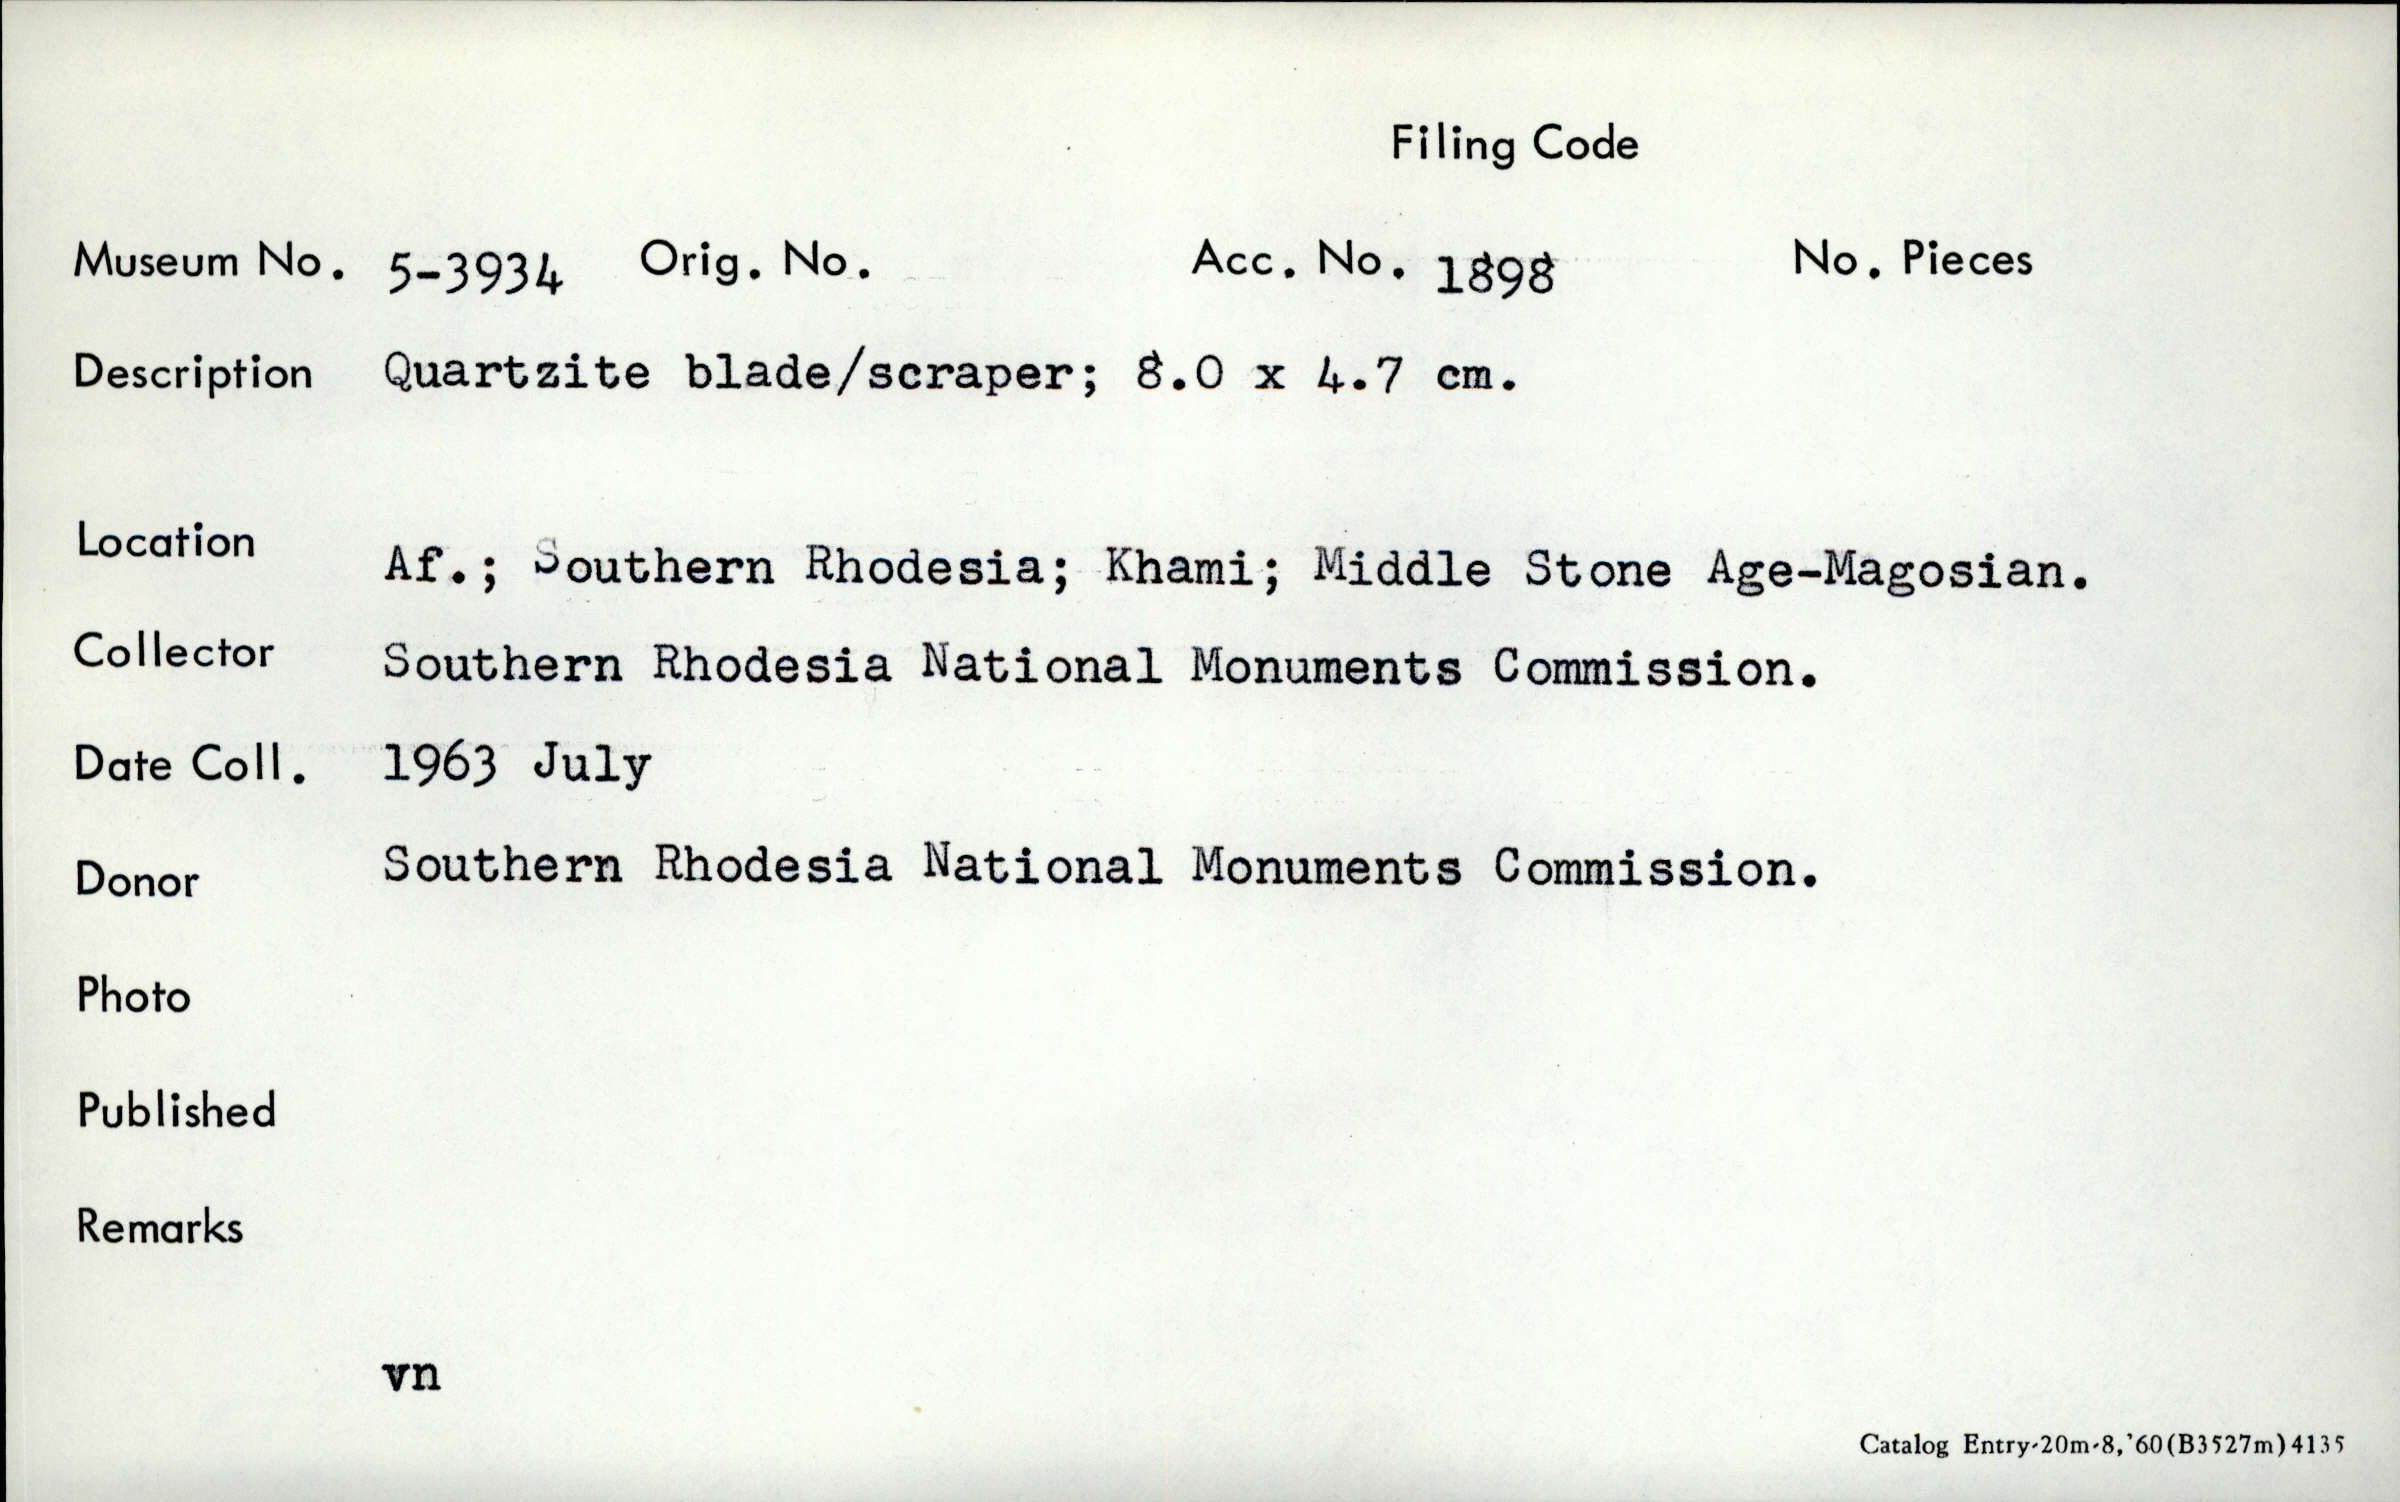 Filing Code
Museum No. 5-3934 Orig. No. Acc. No. 1898 No. Pieces
Description Quartzite blade/scraper; 8.0 x 4.7 cm.
Location Af.; Southern Rhodesia; Khami; Middle Stone Age-Magosian.
Collector Southern Rhodesia National Monuments Commission.
Date Coll. 1963 July
Donor Southern Rhodesia National Monuments Commission.
Photo
Published
Remarks
vn
Catalog Entry-20m-8,'60(B3527m)4135